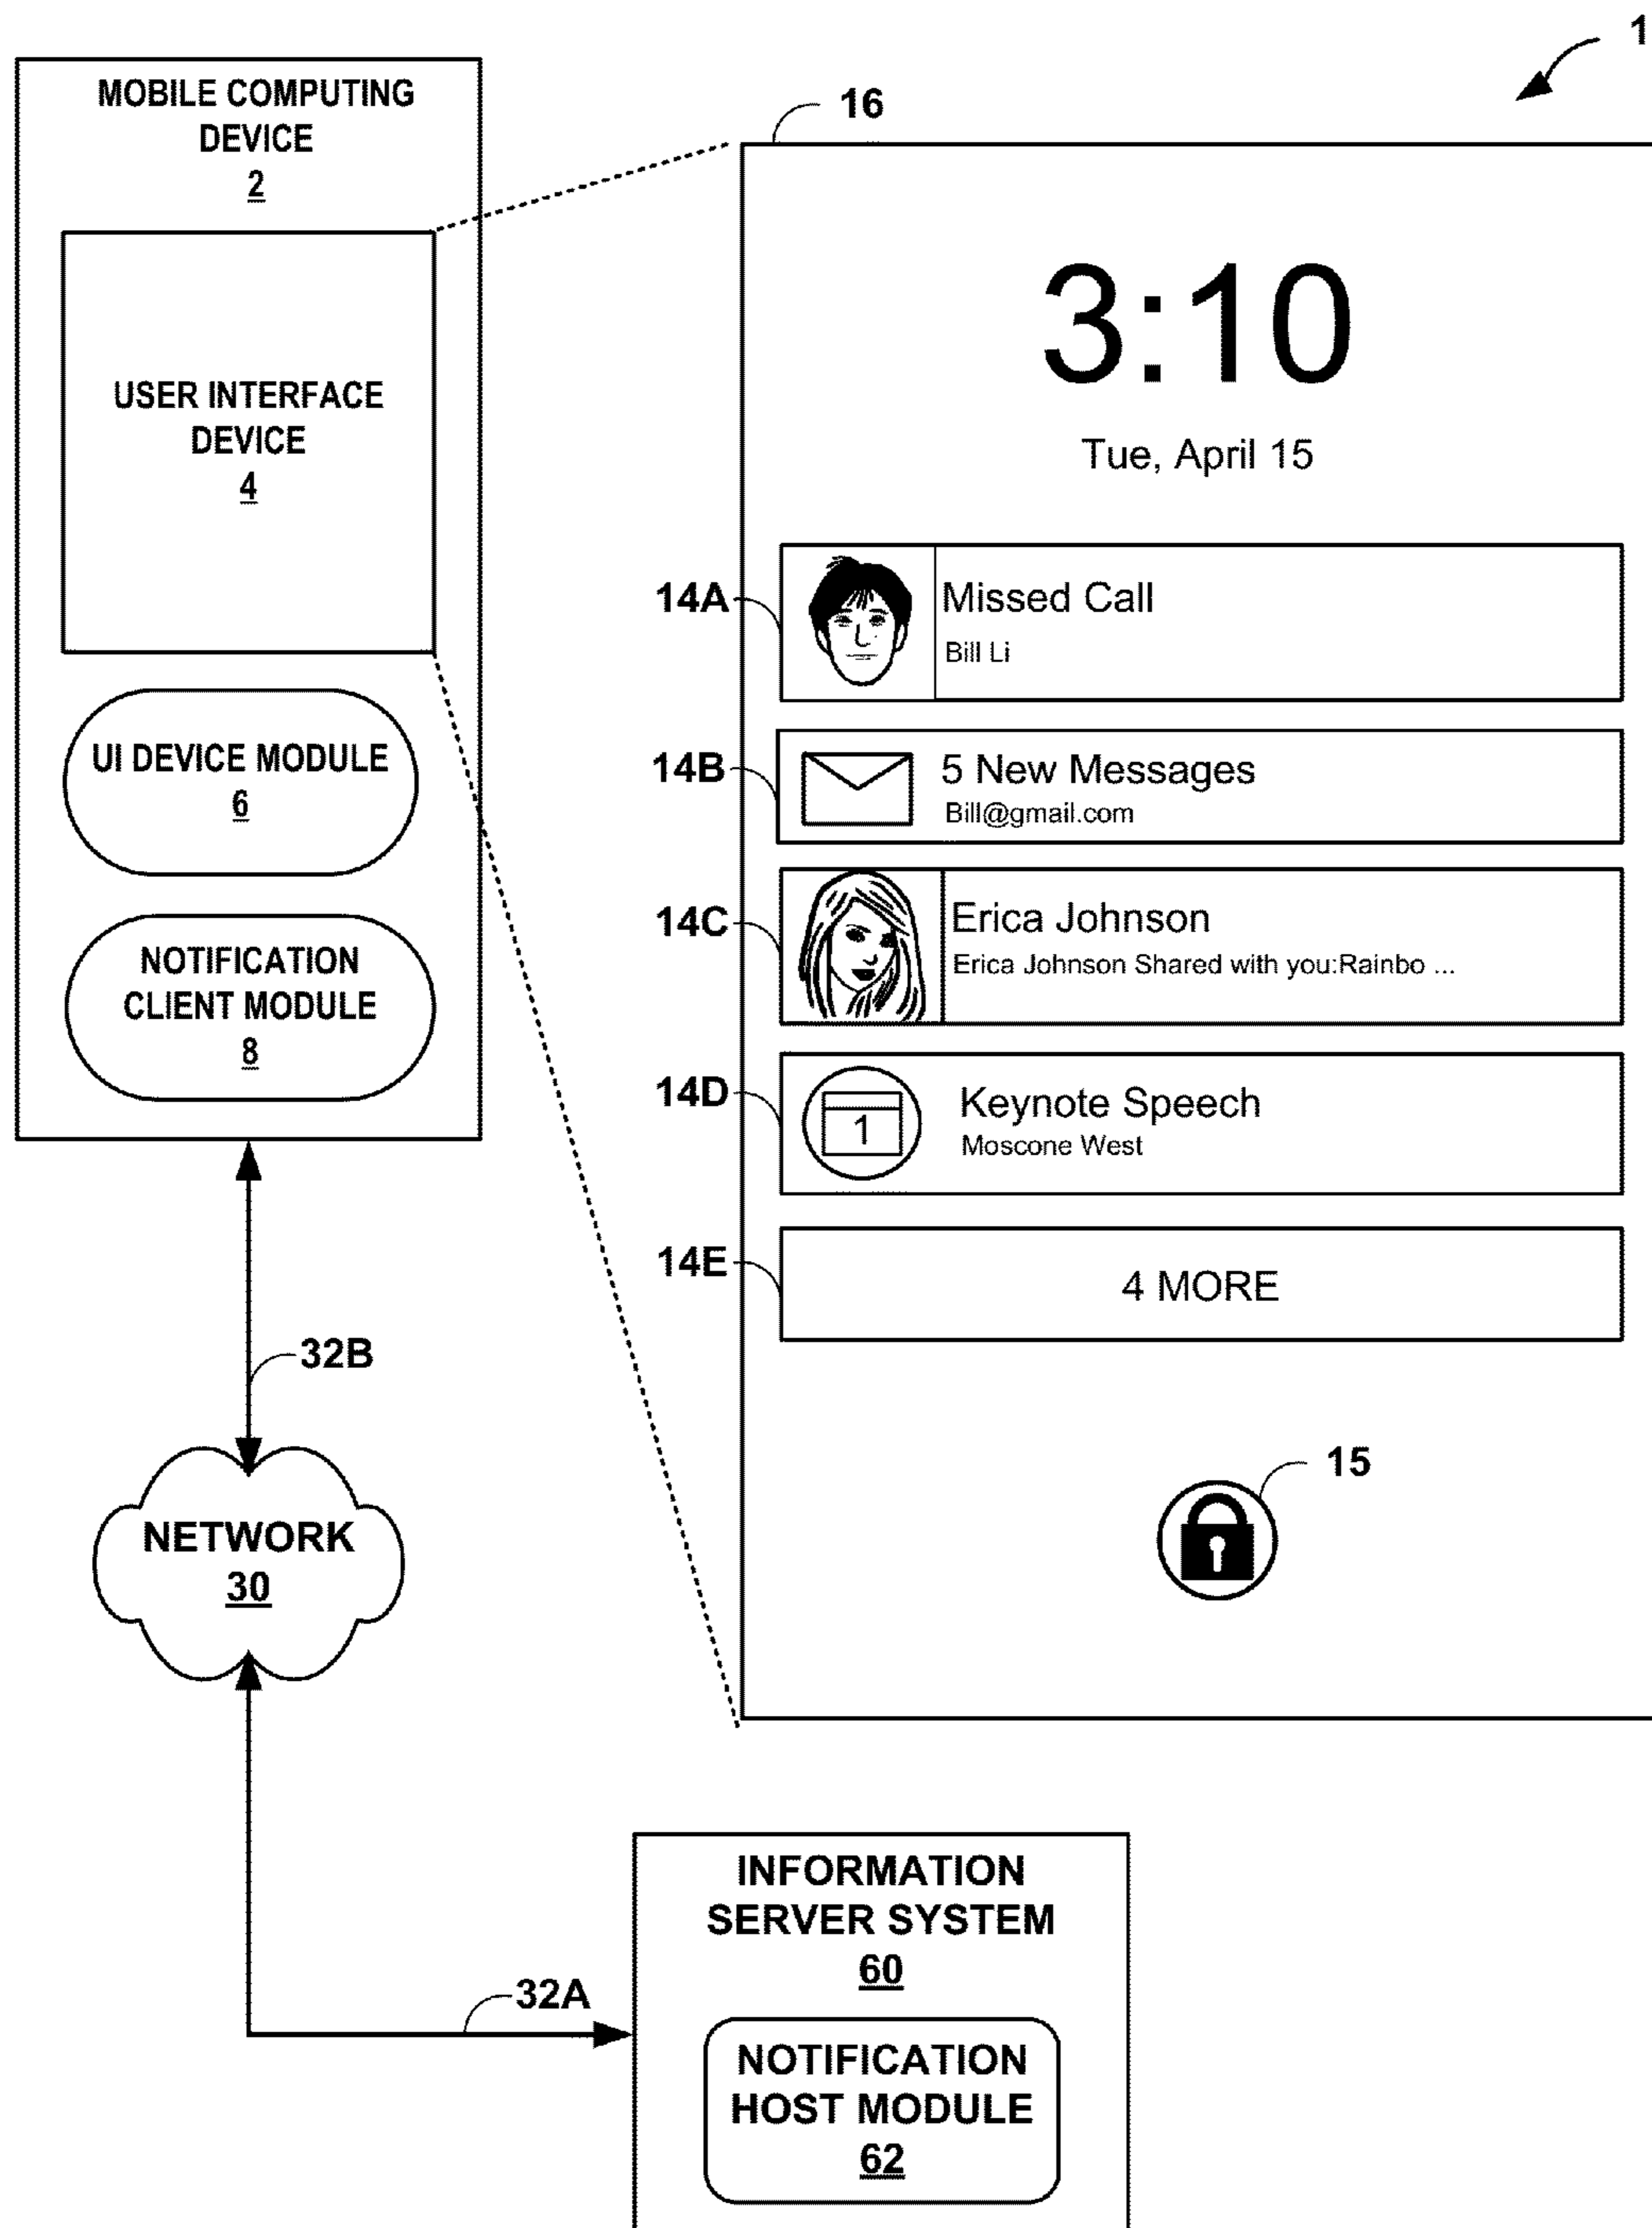 1
MOBILE COMPUTING
DEVICE
2
USER INTERFACE
DEVICE
4
UI DEVICE MODULE
6
NOTIFICATION
CLIENT MODULE
8
16
3:10
Tue, April 15
14A
Missed Call
Bill Li
14B
5 New Messages
Bill@gmail.com
14C
Erica Johnson
Erica Johnson Shared with you:Rainbo ...
14D
1
Keynote Speech
Moscone West
14E
4 MORE
15
32B
NETWORK
30
32A
INFORMATION
SERVER SYSTEM
60
NOTIFICATION
HOST MODULE
62